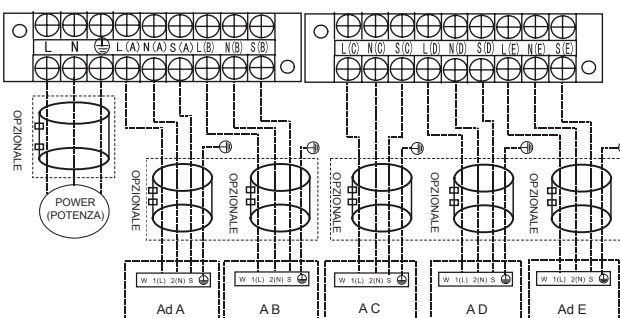 L N L(A) N(A) S(A) L(B) N(B) S(B)
L(C) N(C) S(C) L(D) N(D) S(D) L(E) N(E) S(E)
OPZIONALE
POWER
(POTENZA)
OPZIONALE
OPZIONALE
OPZIONALE
OPZIONALE
OPZIONALE
W 1(L) 2(N) S
W 1(L) 2(N) S
W 1(L) 2(N) S
W 1(L) 2(N) S
W 1(L) 2(N) S
Ad A
A B
A C
A D
Ad E